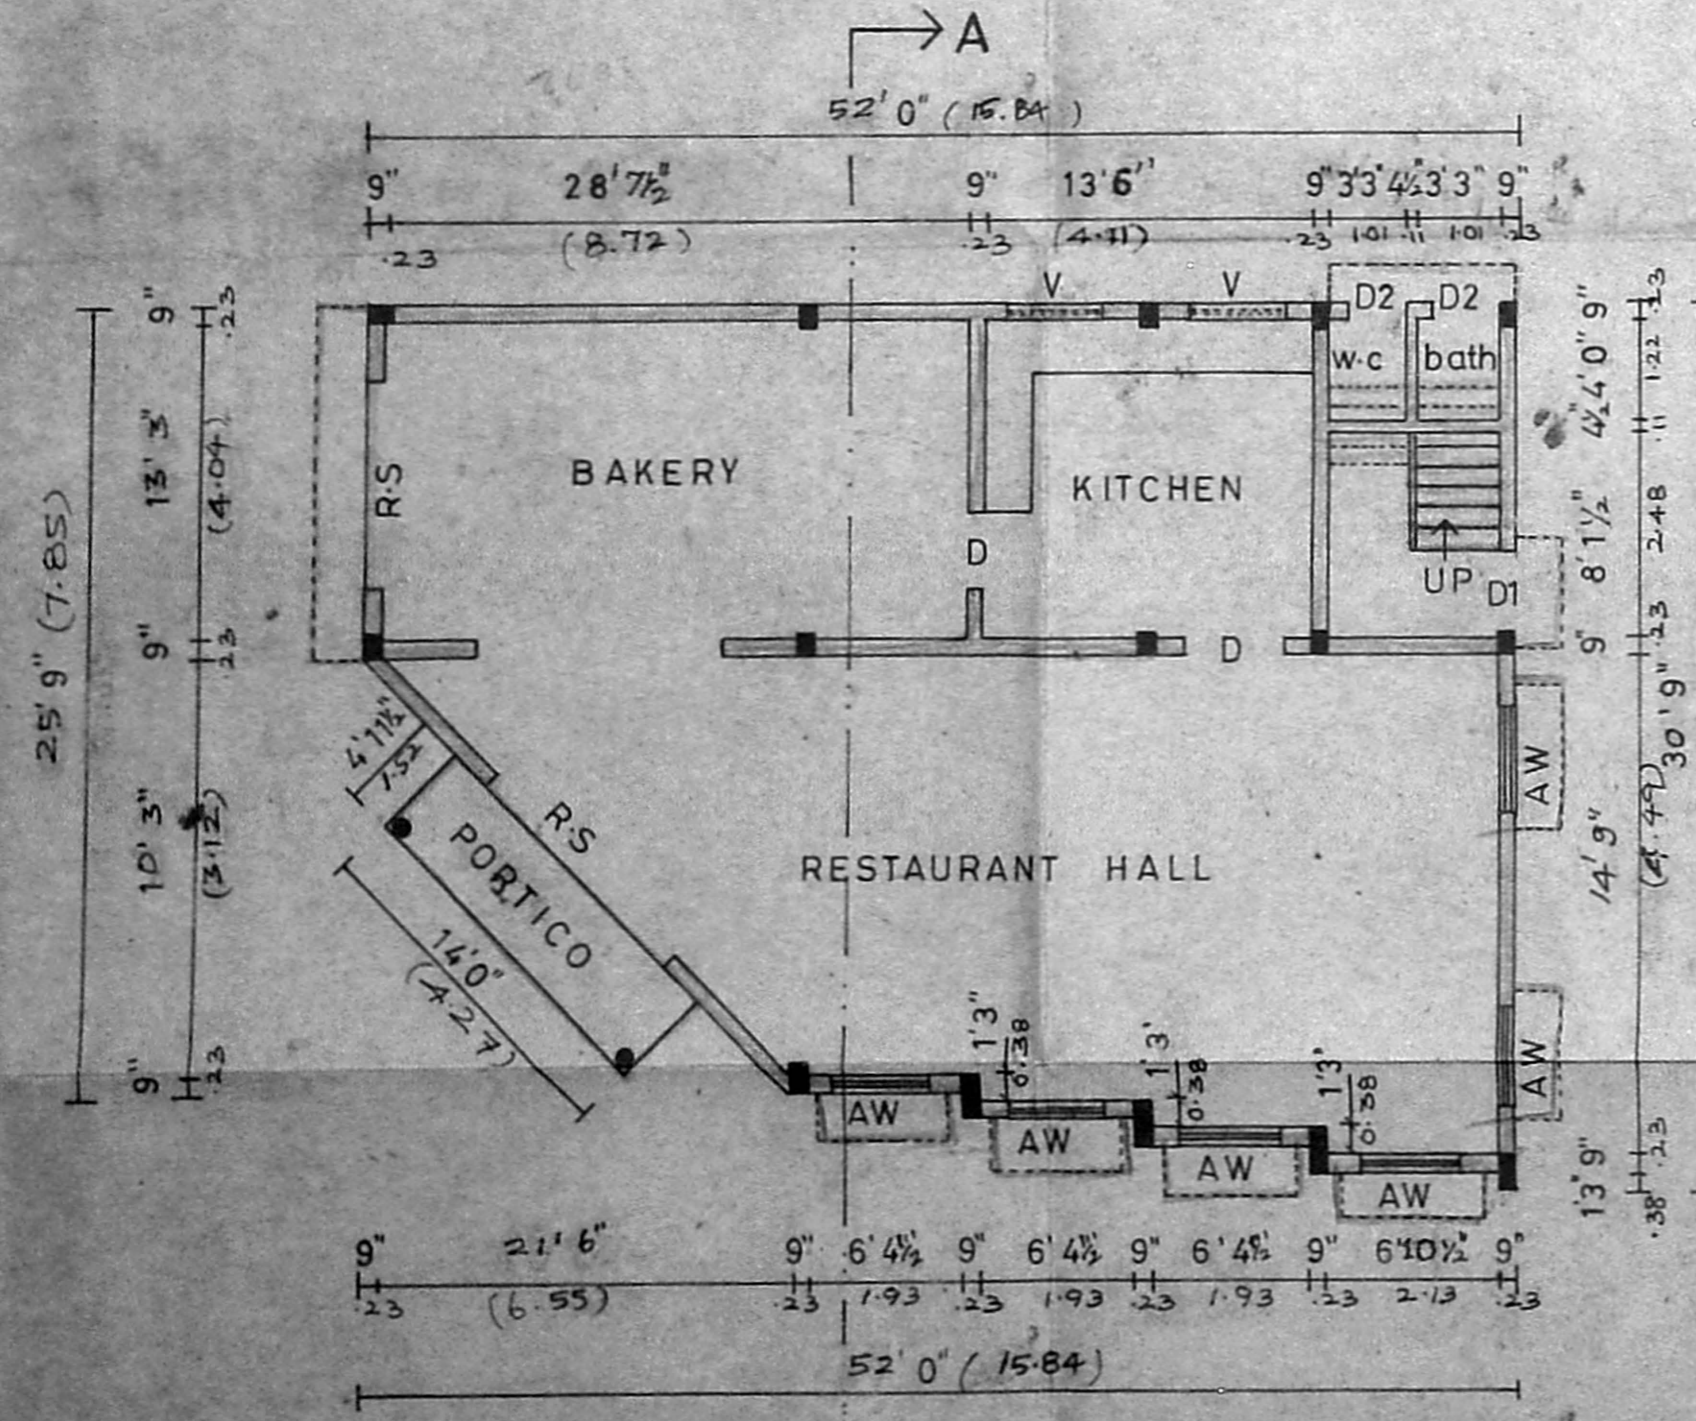 A
52' 0" ( 15.84 )
9" 28' 7½" 9" 13'6" 9" 3'3" 4½ 3'3" 9"
.23 (8.72) .23 (4.11) .23 1.01 .11 1.01 .23
V V D2 D2
w.c bath
9" .23
13' 3" (4.04)
9" .23
10' 3" (3.12)
9" .23
25' 9" (7.85)
R.S
BAKERY
KITCHEN
D
UP D1
D
9" .23
4' 0" 1.22
4½" .11
8' 1½" 2.48
9" .23
30' 9"
14' 9" (4.49)
9" .23
1'3" .38
4' 11½"
1.52
R.S
PORTICO
14'0"
(4.27)
RESTAURANT HALL
AW
AW
1'3" 0.38
1'3' 0.38
1'3" 0.38
AW
AW
AW
AW
9" 21' 6" 9" 6' 4½ 9" 6' 4½ 9" 6' 4½ 9" 6'10½" 9"
.23 (6.55) .23 1.93 .23 1.93 .23 1.93 .23 2.13 .23
52' 0" ( 15.84)